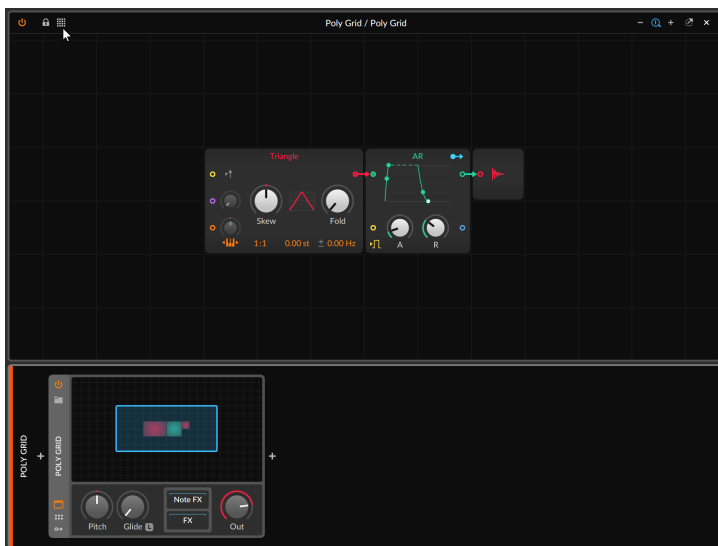 Poly Grid / Poly Grid
Triangle
AR
Skew
Fold
1:1
0.00 st
± 0.00 Hz
A
R
POLY GRID
POLY GRID
Note FX
FX
Pitch
Glide L
Out